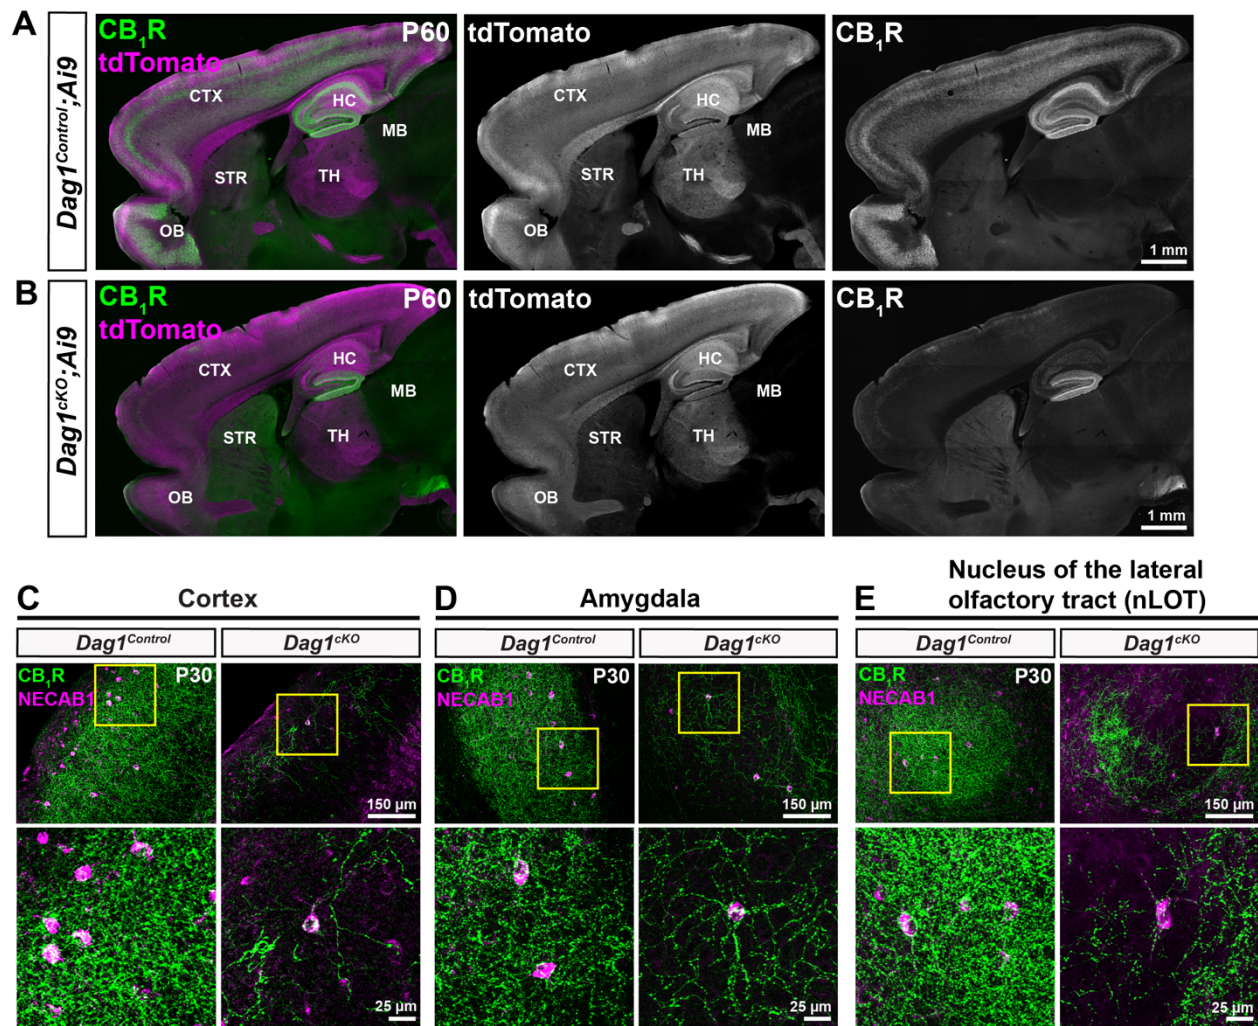 A
Dag1Control;Ai9
CB1R
tdTomato
P60
CTX
HC
MB
STR
TH
OB
tdTomato
CTX
HC
MB
STR
TH
OB
CB1R
1 mm
B
Dag1cKO;Ai9
CB1R
tdTomato
P60
CTX
HC
MB
STR
TH
OB
tdTomato
CTX
HC
MB
STR
TH
OB
CB1R
1 mm
C
Cortex
Dag1Control
Dag1cKO
CB1R
NECAB1
P30
150 µm
25 µm
D
Amygdala
Dag1Control
Dag1cKO
CB1R
NECAB1
P30
150 µm
25 µm
E
Nucleus of the lateral
olfactory tract (nLOT)
Dag1Control
Dag1cKO
CB1R
NECAB1
P30
150 µm
25 µm